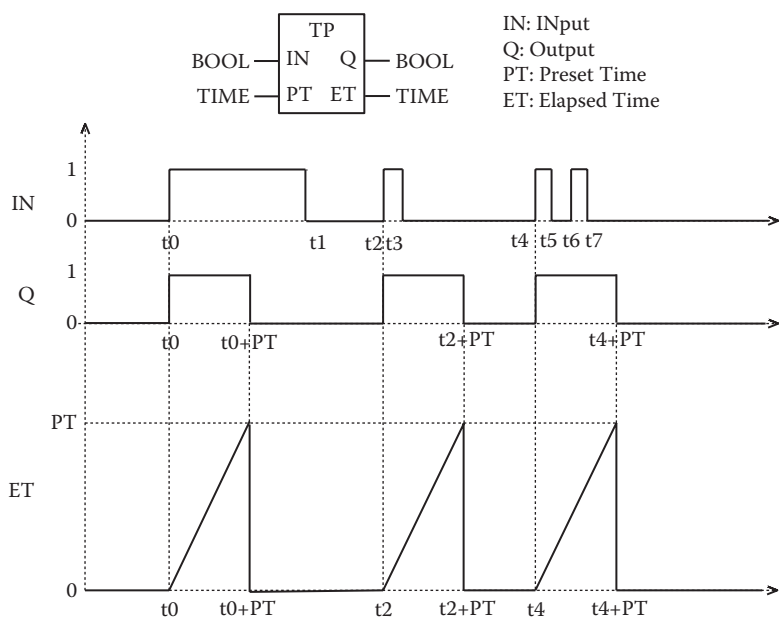 TP
BOOL IN Q BOOL
TIME PT ET TIME
IN: INput
Q: Output
PT: Preset Time
ET: Elapsed Time
1
IN
0
t0 t1 t2 t3 t4 t5 t6 t7
1
Q
0
t0 t0+PT t2+PT t4+PT
PT
ET
0
t0 t0+PT t2 t2+PT t4 t4+PT